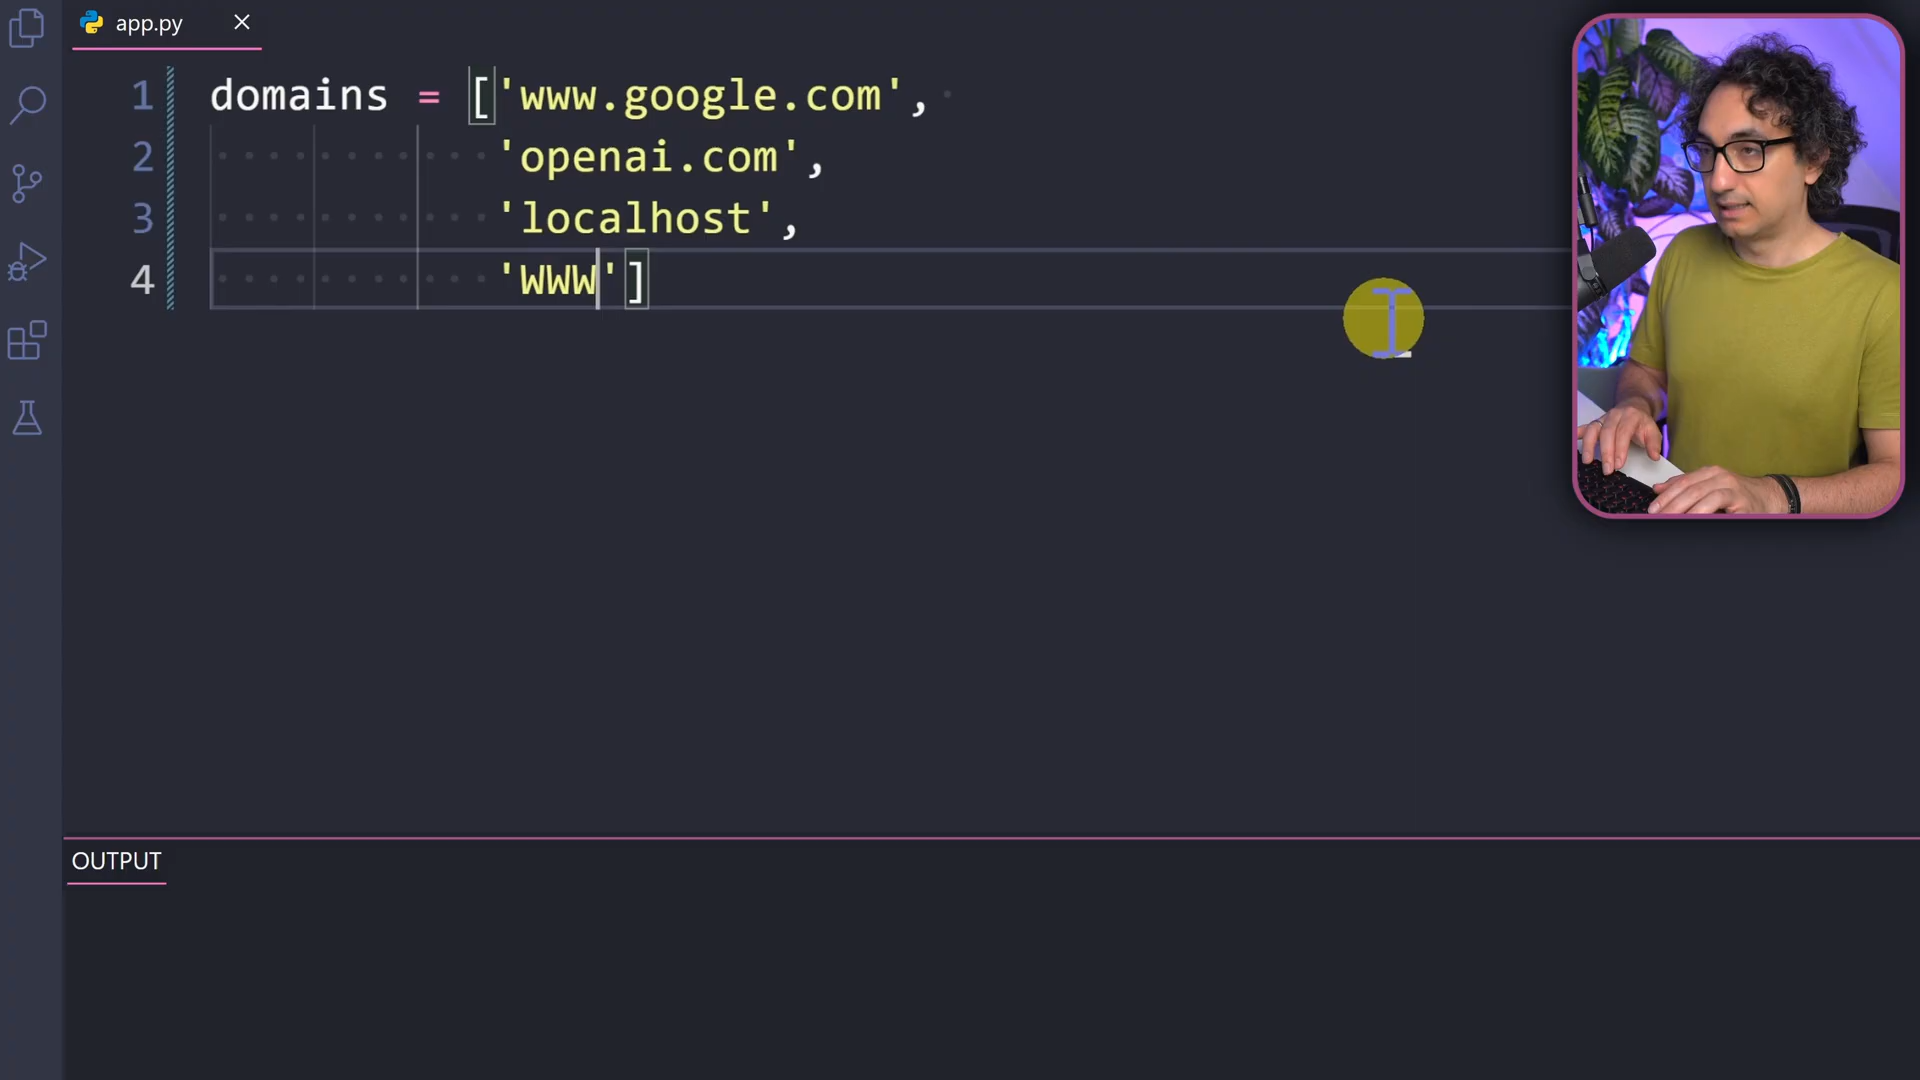 app.py
1 domains = ['www.google.com',
2 'openai.com',
3 'localhost',
4 'WWW']
OUTPUT